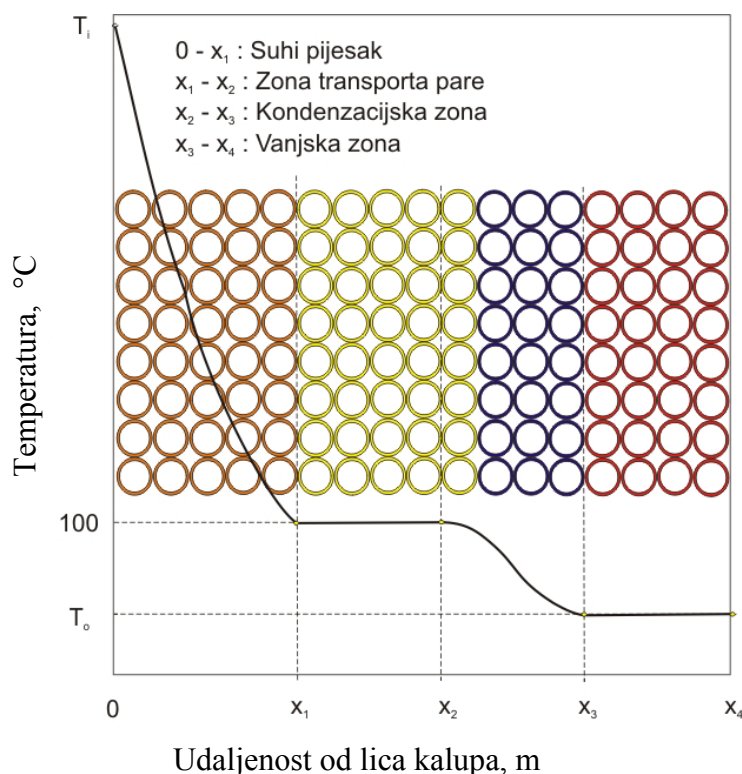 Tᵢ
0 - x₁ : Suhi pijesak
x₁ - x₂ : Zona transporta pare
x₂ - x₃ : Kondenzacijska zona
x₃ - x₄ : Vanjska zona
Temperatura, °C
100
Tₒ
0 x₁ x₂ x₃ x₄
Udaljenost od lica kalupa, m